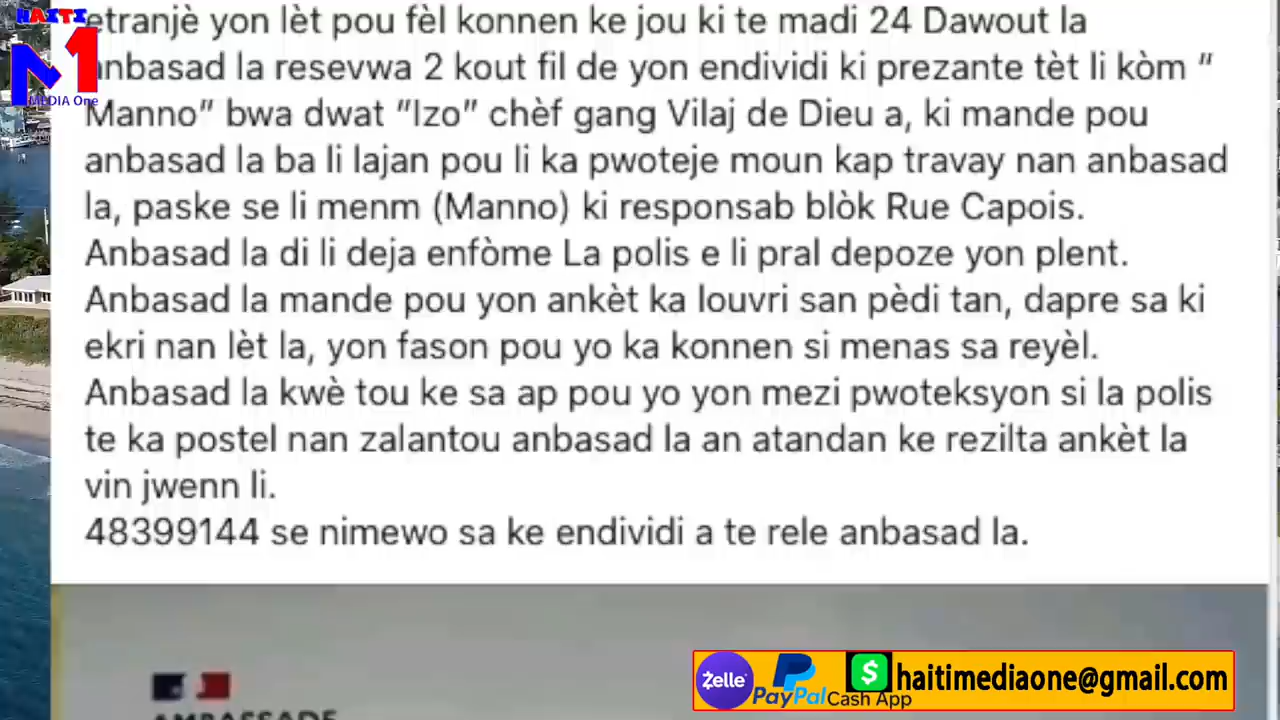 HAITI
M1
MEDIA One
etranjè yon lèt pou fèl konnen ke jou ki te madi 24 Dawout la
anbasad la resevwa 2 kout fil de yon endividi ki prezante tèt li kòm "
Manno" bwa dwat "Izo" chèf gang Vilaj de Dieu a, ki mande pou
anbasad la ba li lajan pou li ka pwoteje moun kap travay nan anbasad
la, paske se li menm (Manno) ki responsab blòk Rue Capois.
Anbasad la di li deja enfòme La polis e li pral depoze yon plent.
Anbasad la mande pou yon ankèt ka louvri san pèdi tan, dapre sa ki
ekri nan lèt la, yon fason pou yo ka konnen si menas sa reyèl.
Anbasad la kwè tou ke sa ap pou yo yon mezi pwoteksyon si la polis
te ka postel nan zalantou anbasad la an atandan ke rezilta ankèt la
vin jwenn li.
48399144 se nimewo sa ke endividi a te rele anbasad la.
AMBASSADE
Zelle
PayPal
$
Cash App
haitimediaone@gmail.com